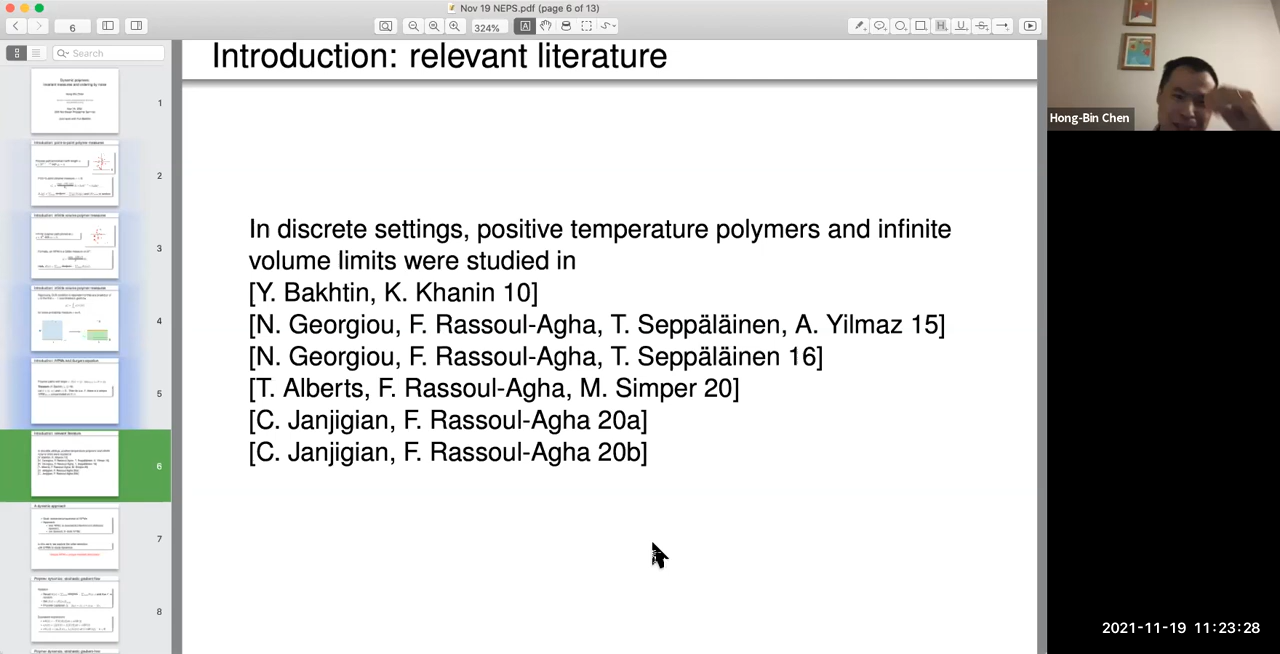 Nov 19 NEPS.pdf (page 6 of 13)
6
324%
Search
Introduction: relevant literature
In discrete settings, positive temperature polymers and infinite
volume limits were studied in
[Y. Bakhtin, K. Khanin 10]
[N. Georgiou, F. Rassoul-Agha, T. Seppäläinen, A. Yilmaz 15]
[N. Georgiou, F. Rassoul-Agha, T. Seppäläinen 16]
[T. Alberts, F. Rassoul-Agha, M. Simper 20]
[C. Janjigian, F. Rassoul-Agha 20a]
[C. Janjigian, F. Rassoul-Agha 20b]
2
3
4
5
6
7
8
Hong-Bin Chen
2021-11-19 11:23:28